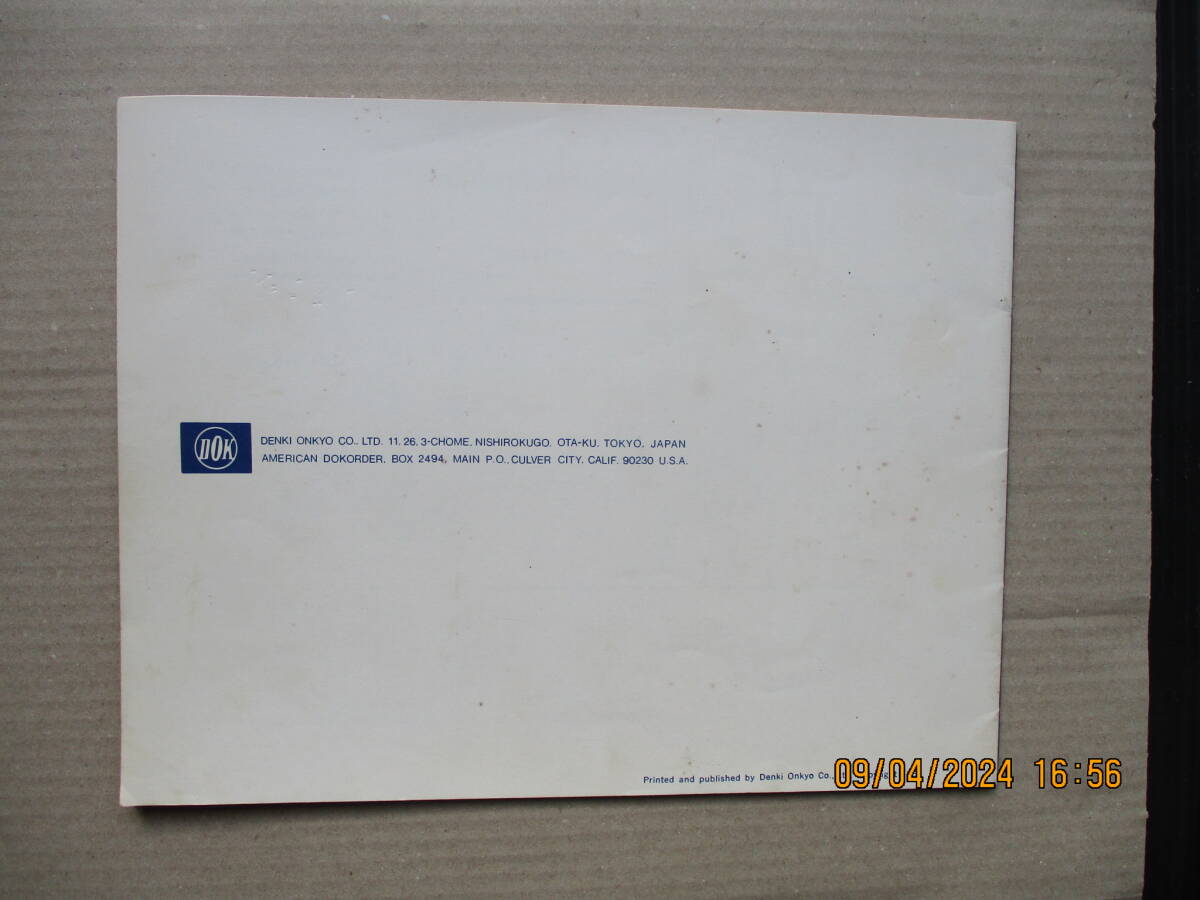 DOK
DENKI ONKYO CO., LTD. 11. 26. 3-CHOME, NISHIROKUGO. OTA-KU. TOKYO. JAPAN
AMERICAN DOKORDER. BOX 2494, MAIN P.O., CULVER CITY. CALIF. 90230 U.S.A.
Printed and published by Denki Onkyo Co.,
09/04/2024 16:56